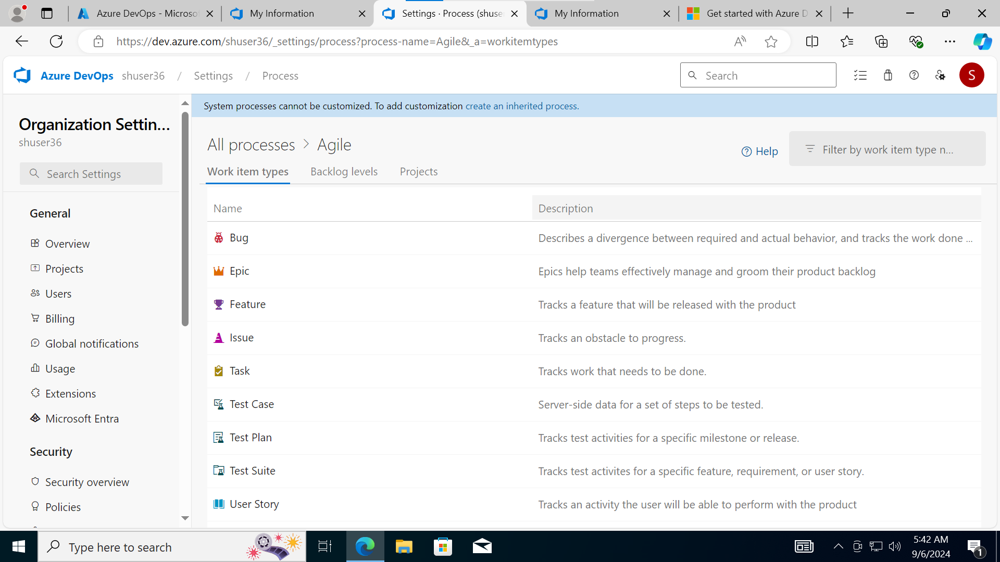 Azure DevOps - Microsof
My Information
Settings · Process (shuse
My Information
Get started with Azure D
https://dev.azure.com/shuser36/_settings/process?process-name=Agile&_a=workitemtypes
Azure DevOps shuser36 / Settings / Process
Search
S
System processes cannot be customized. To add customization create an inherited process.
Organization Settin...
shuser36
Search Settings
General
Overview
Projects
Users
Billing
Global notifications
Usage
Extensions
Microsoft Entra
Security
Security overview
Policies
All processes > Agile
Help
Filter by work item type n...
Work item types Backlog levels Projects
Name Description
Bug Describes a divergence between required and actual behavior, and tracks the work done ...
Epic Epics help teams effectively manage and groom their product backlog
Feature Tracks a feature that will be released with the product
Issue Tracks an obstacle to progress.
Task Tracks work that needs to be done.
Test Case Server-side data for a set of steps to be tested.
Test Plan Tracks test activities for a specific milestone or release.
Test Suite Tracks test activites for a specific feature, requirement, or user story.
User Story Tracks an activity the user will be able to perform with the product
Type here to search
5:42 AM
9/6/2024
1